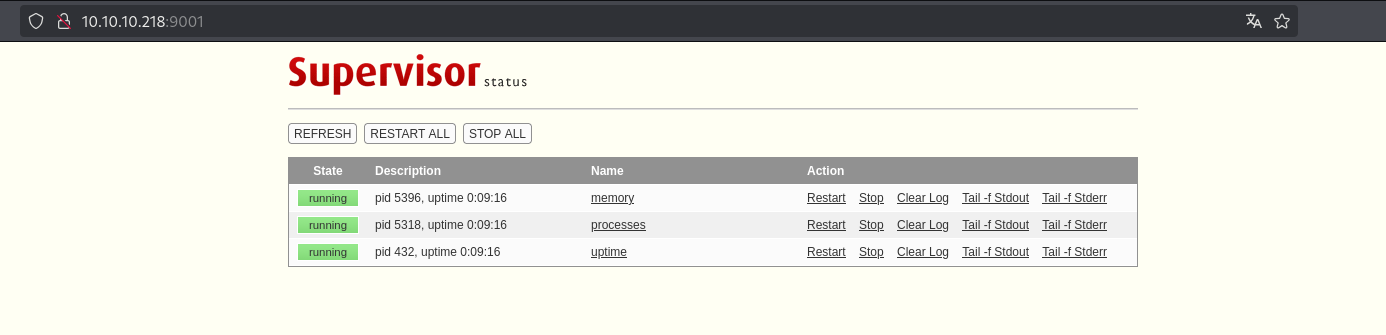 10.10.10.218:9001
Supervisor status
REFRESH RESTART ALL STOP ALL
State Description Name Action
running pid 5396, uptime 0:09:16 memory Restart Stop Clear Log Tail -f Stdout Tail -f Stderr
running pid 5318, uptime 0:09:16 processes Restart Stop Clear Log Tail -f Stdout Tail -f Stderr
running pid 432, uptime 0:09:16 uptime Restart Stop Clear Log Tail -f Stdout Tail -f Stderr